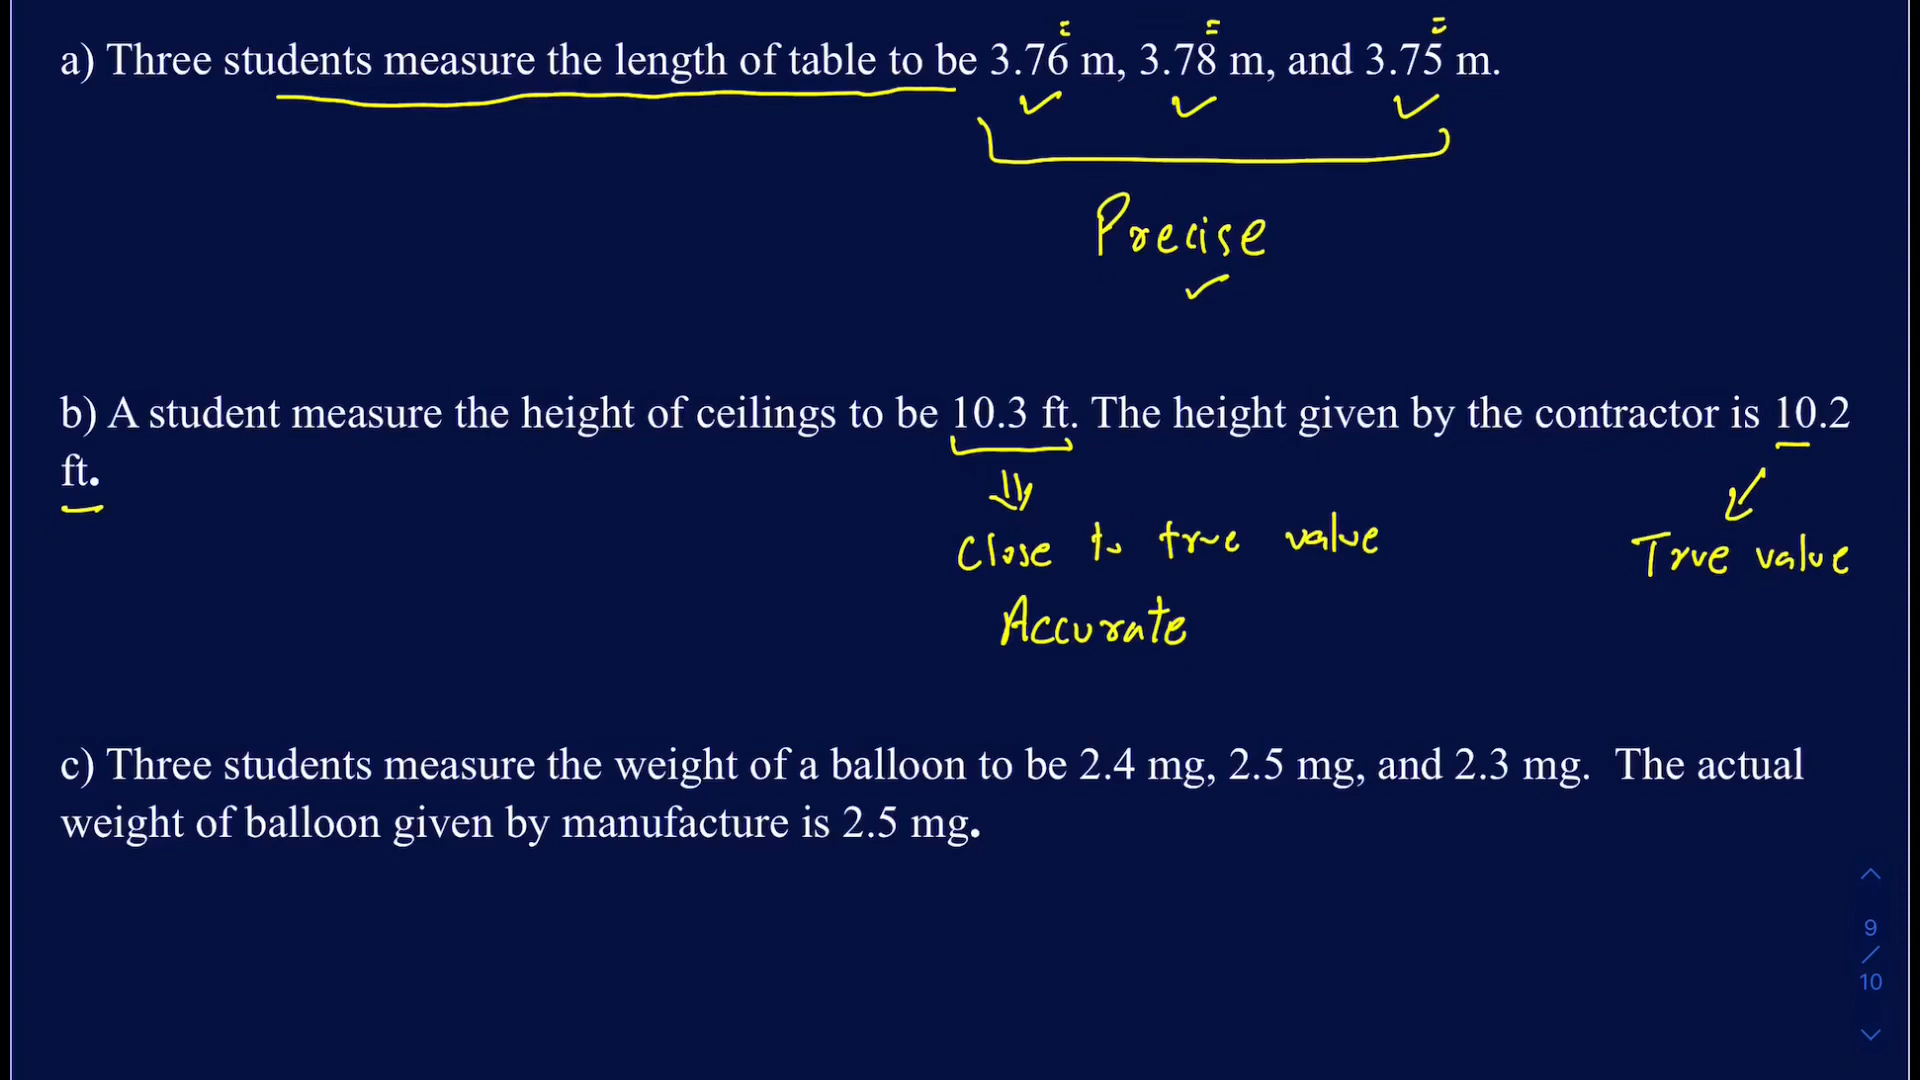 a) Three students measure the length of table to be 3.76 m, 3.78 m, and 3.75 m.
Precise
b) A student measure the height of ceilings to be 10.3 ft. The height given by the contractor is 10.2
ft.
Close to true value
True value
Accurate
c) Three students measure the weight of a balloon to be 2.4 mg, 2.5 mg, and 2.3 mg. The actual
weight of balloon given by manufacture is 2.5 mg.
9
/
10